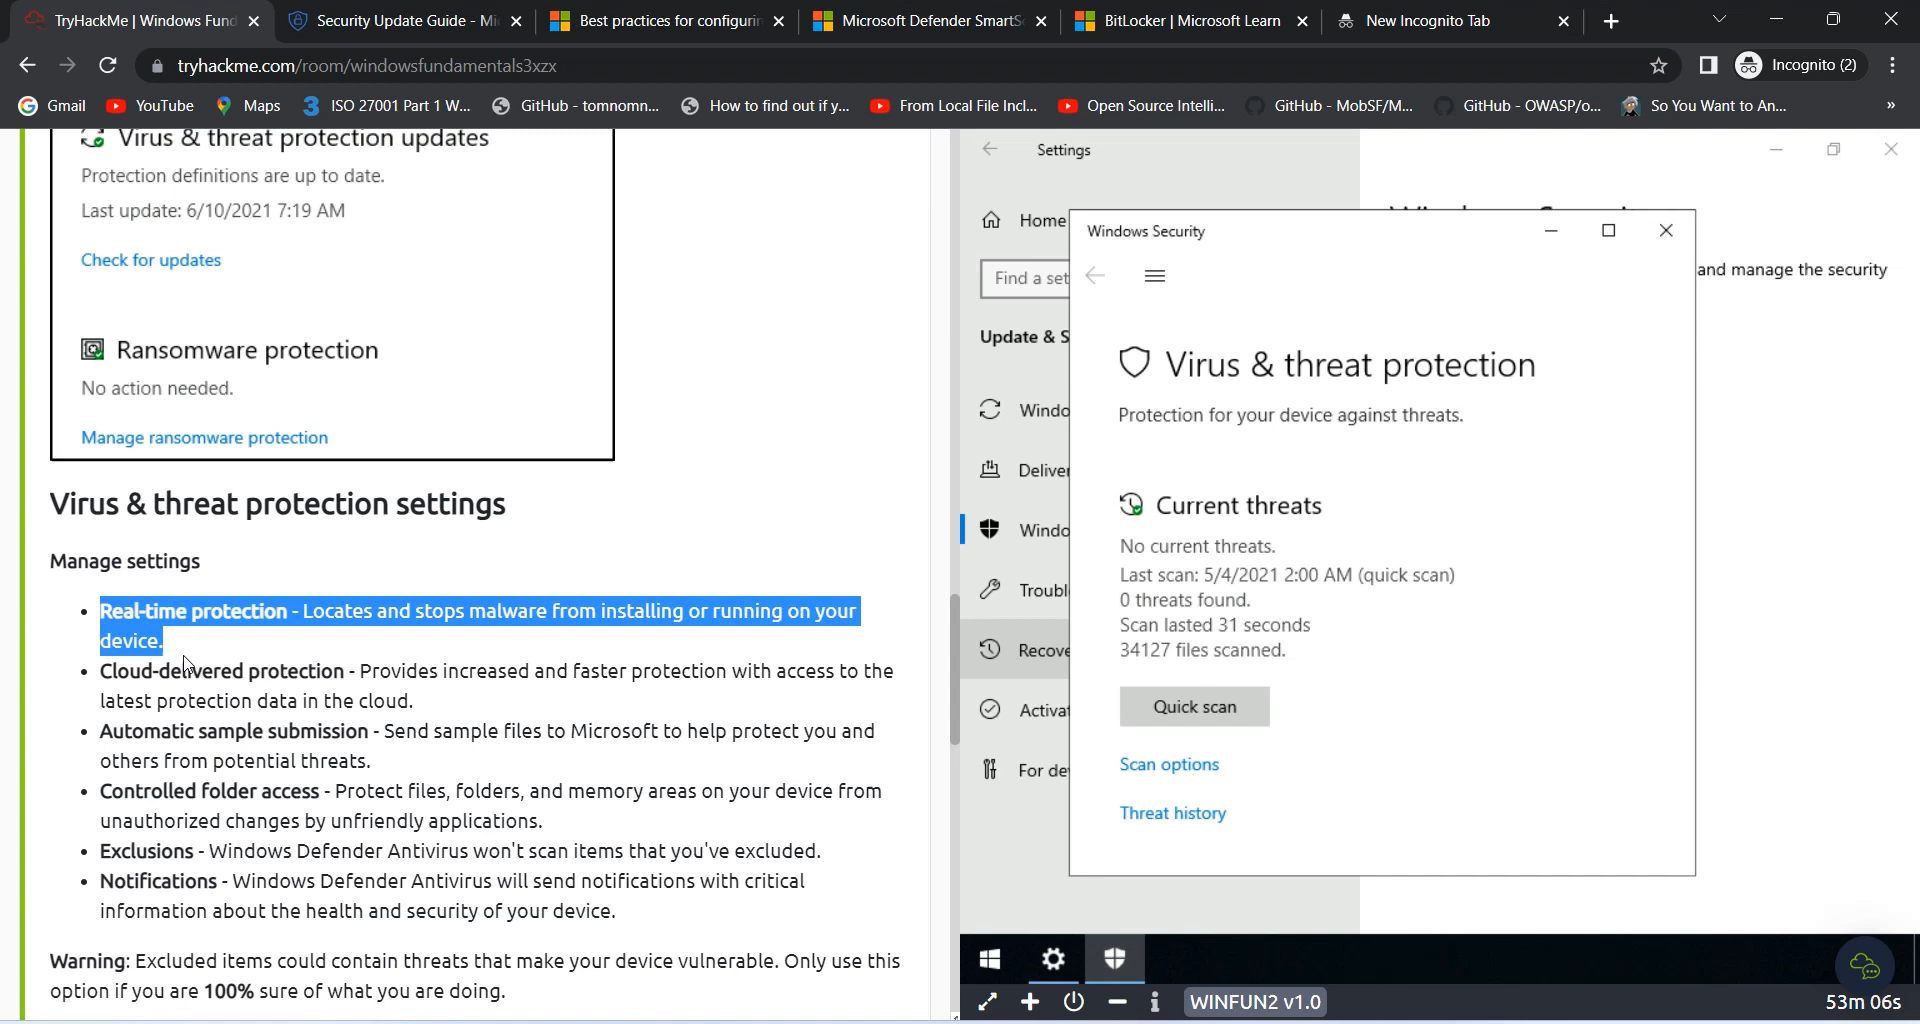 TryHackMe | Windows Fund
Security Update Guide - Mi
Best practices for configurin
Microsoft Defender SmartS
BitLocker | Microsoft Learn
New Incognito Tab
tryhackme.com/room/windowsfundamentals3xzx
Incognito (2)
Gmail
YouTube
Maps
ISO 27001 Part 1 W...
GitHub - tomnomn...
How to find out if y...
From Local File Incl...
Open Source Intelli...
GitHub - MobSF/M...
GitHub - OWASP/o...
So You Want to An...
»
Virus & threat protection updates
Protection definitions are up to date.
Last update: 6/10/2021 7:19 AM
Check for updates
Ransomware protection
No action needed.
Manage ransomware protection
Virus & threat protection settings
Manage settings
• Real-time protection - Locates and stops malware from installing or running on your
device.
• Cloud-delivered protection - Provides increased and faster protection with access to the
latest protection data in the cloud.
• Automatic sample submission - Send sample files to Microsoft to help protect you and
others from potential threats.
• Controlled folder access - Protect files, folders, and memory areas on your device from
unauthorized changes by unfriendly applications.
• Exclusions - Windows Defender Antivirus won't scan items that you've excluded.
• Notifications - Windows Defender Antivirus will send notifications with critical
information about the health and security of your device.
Warning: Excluded items could contain threats that make your device vulnerable. Only use this
option if you are 100% sure of what you are doing.
Settings
Home
Find a set
Update & S
Windo
Deliver
Windo
Troubl
Recove
Activat
For de
and manage the security
Windows Security
Virus & threat protection
Protection for your device against threats.
Current threats
No current threats.
Last scan: 5/4/2021 2:00 AM (quick scan)
0 threats found.
Scan lasted 31 seconds
34127 files scanned.
Quick scan
Scan options
Threat history
WINFUN2 v1.0
53m 06s